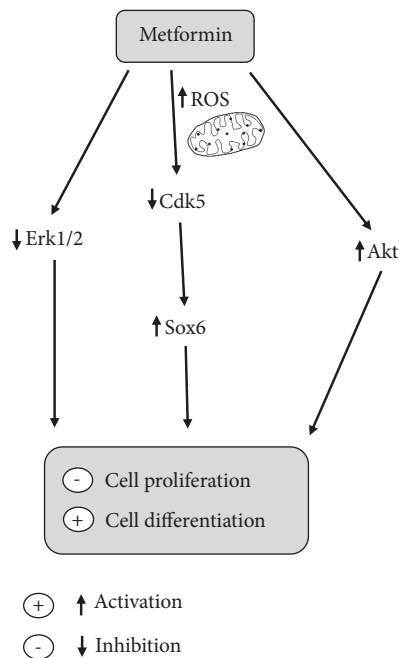 Metformin
↑ROS
↓Cdk5
↓Erk1/2
↑Akt
↑Sox6
- Cell proliferation
+ Cell differentiation
+ ↑ Activation
- ↓ Inhibition